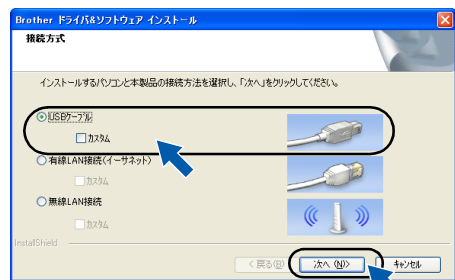 Brother ドライバ&ソフトウェア インストール
接続方式
インストールするパソコンと本製品の接続方法を選択し、「次へ」をクリックしてください。
USBケーブル
カスタム
有線LAN接続(イーサネット)
カスタム
無線LAN接続
カスタム
InstallShield
< 戻る(B)
次へ (N)>
キャンセル